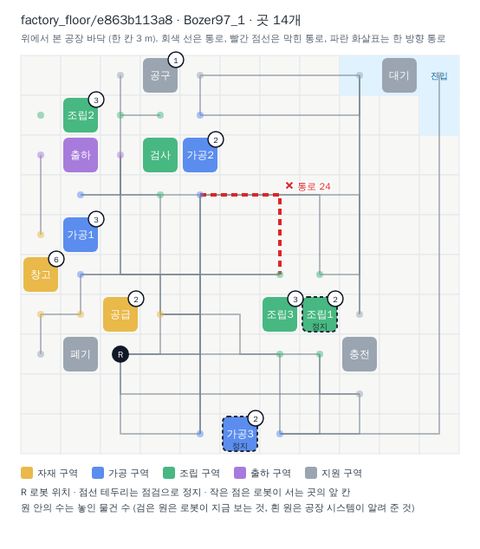 factory_floor/e863b113a8 · Bozer97_1 · 곳 14개
위에서 본 공장 바닥 (한 칸 3 m). 회색 선은 통로, 빨간 점선은 막힌 통로, 파란 화살표는 한 방향 통로
공구 1
대기
진입
조립2 3
출하
검사
가공2 2
✕ 통로 24
가공1 3
창고 6
공급 2
조립3 3
조립1 2
정지
폐기
R
충전
가공3 2
정지
자재 구역
가공 구역
조립 구역
출하 구역
지원 구역
R 로봇 위치 · 점선 테두리는 점검으로 정지 · 작은 점은 로봇이 서는 곳의 앞 칸
원 안의 수는 놓인 물건 수 (검은 원은 로봇이 지금 보는 것, 흰 원은 공장 시스템이 알려 준 것)